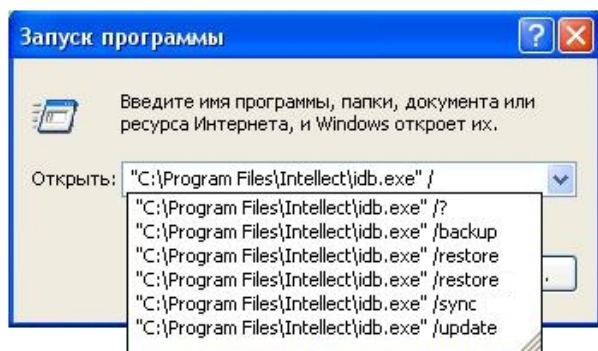 Запуск программы
Введите имя программы, папки, документа или
ресурса Интернета, и Windows откроет их.
Открыть: "C:\Program Files\Intellect\idb.exe" /
"C:\Program Files\Intellect\idb.exe" /?
"C:\Program Files\Intellect\idb.exe" /backup
"C:\Program Files\Intellect\idb.exe" /restore
"C:\Program Files\Intellect\idb.exe" /restore
"C:\Program Files\Intellect\idb.exe" /sync
"C:\Program Files\Intellect\idb.exe" /update